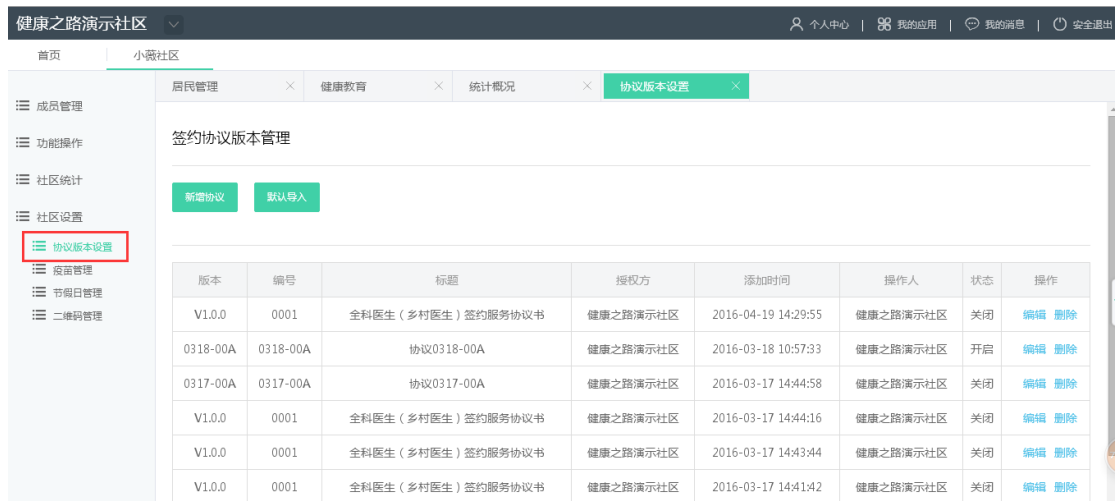 健康之路演示社区
个人中心 | 我的应用 | 我的消息 | 安全退出
首页 小薇社区
居民管理 健康教育 统计概况 协议版本设置
成员管理
功能操作
社区统计
社区设置
协议版本设置
疫苗管理
节假日管理
二维码管理
签约协议版本管理
新增协议 默认导入
版本 编号 标题 授权方 添加时间 操作人 状态 操作
V1.0.0 0001 全科医生（乡村医生）签约服务协议书 健康之路演示社区 2016-04-19 14:29:55 健康之路演示社区 关闭 编辑 删除
0318-00A 0318-00A 协议0318-00A 健康之路演示社区 2016-03-18 10:57:33 健康之路演示社区 开启 编辑 删除
0317-00A 0317-00A 协议0317-00A 健康之路演示社区 2016-03-17 14:44:58 健康之路演示社区 关闭 编辑 删除
V1.0.0 0001 全科医生（乡村医生）签约服务协议书 健康之路演示社区 2016-03-17 14:44:16 健康之路演示社区 关闭 编辑 删除
V1.0.0 0001 全科医生（乡村医生）签约服务协议书 健康之路演示社区 2016-03-17 14:43:44 健康之路演示社区 关闭 编辑 删除
V1.0.0 0001 全科医生（乡村医生）签约服务协议书 健康之路演示社区 2016-03-17 14:41:42 健康之路演示社区 关闭 编辑 删除